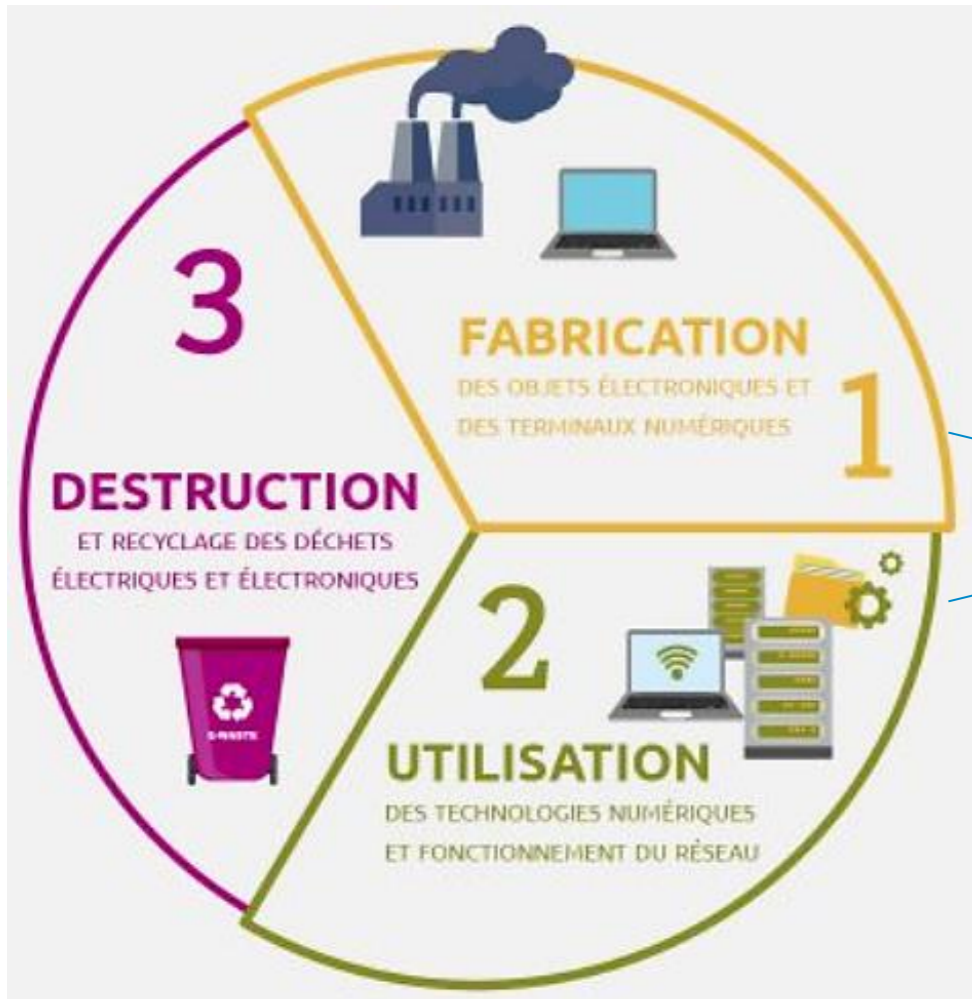 1
FABRICATION
DES OBJETS ÉLECTRONIQUES ET
DES TERMINAUX NUMÉRIQUES
2
UTILISATION
DES TECHNOLOGIES NUMÉRIQUES
ET FONCTIONNEMENT DU RÉSEAU
3
DESTRUCTION
ET RECYCLAGE DES DÉCHETS
ÉLECTRIQUES ET ÉLECTRONIQUES
E-WASTE